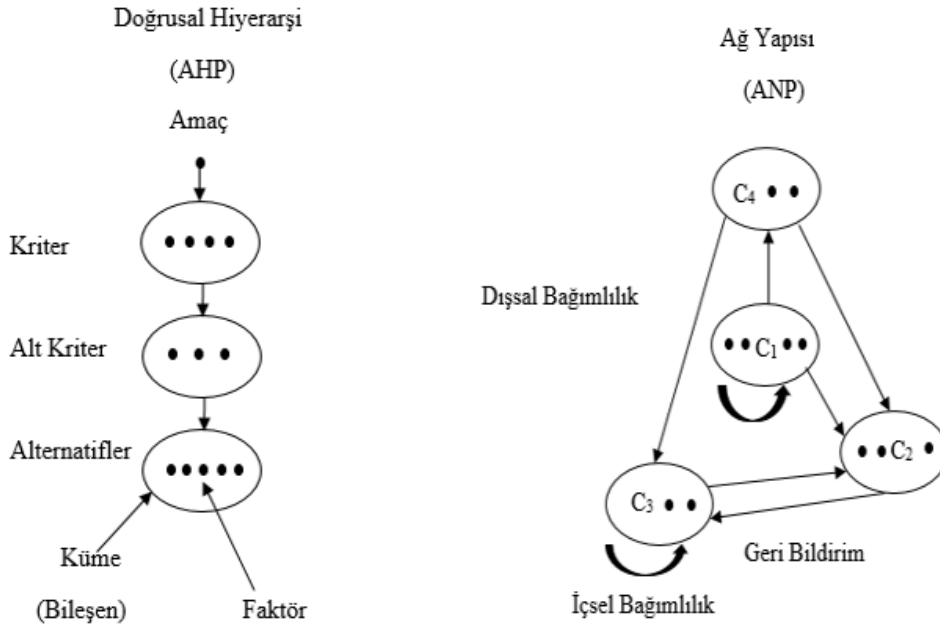 Doğrusal Hiyerarşi
(AHP)
Amaç
Kriter
Alt Kriter
Alternatifler
Küme
(Bileşen)
Faktör
Ağ Yapısı
(ANP)
C4
Dışsal Bağımlılık
C1
C2
C3
Geri Bildirim
İçsel Bağımlılık